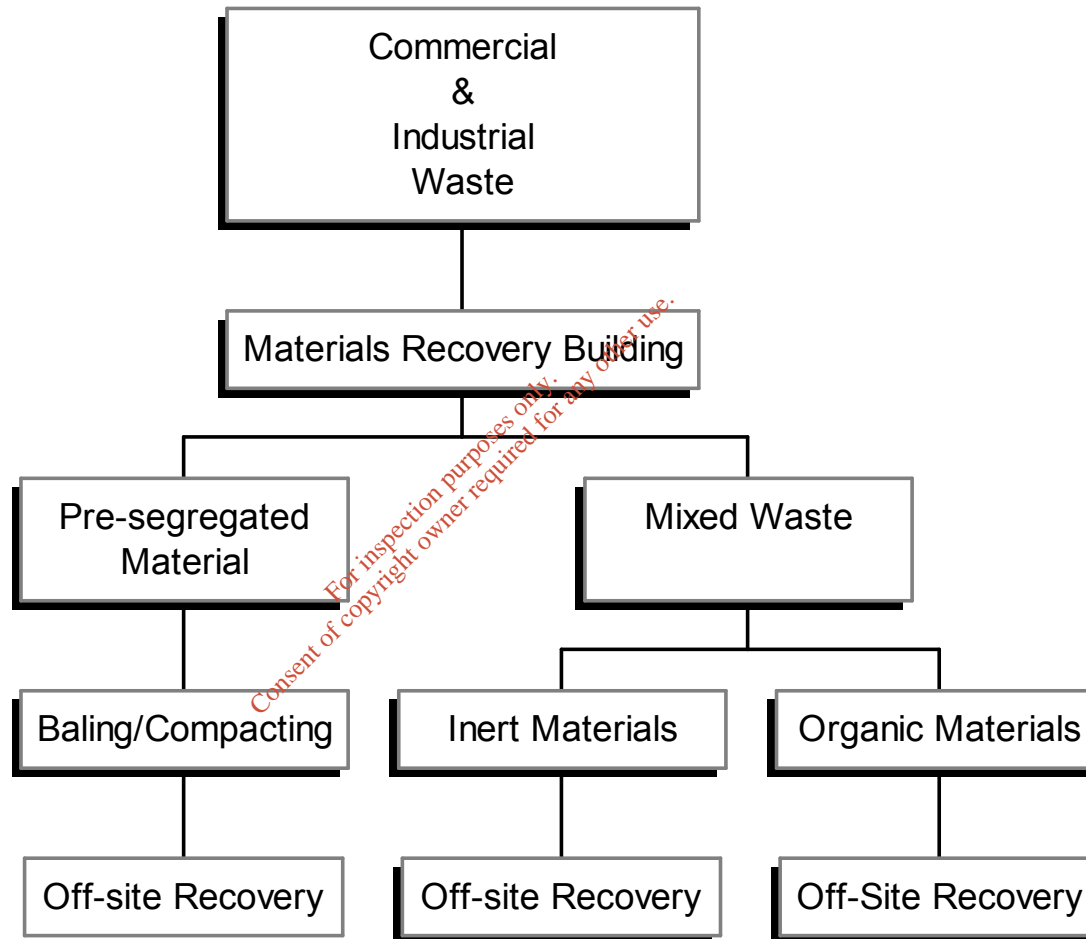 Commercial
&
Industrial
Waste
Materials Recovery Building
For inspection purposes only.
Consent of copyright owner required for any other use.
Pre-segregated
Material
Mixed Waste
Baling/Compacting
Inert Materials
Organic Materials
Off-site Recovery
Off-site Recovery
Off-Site Recovery